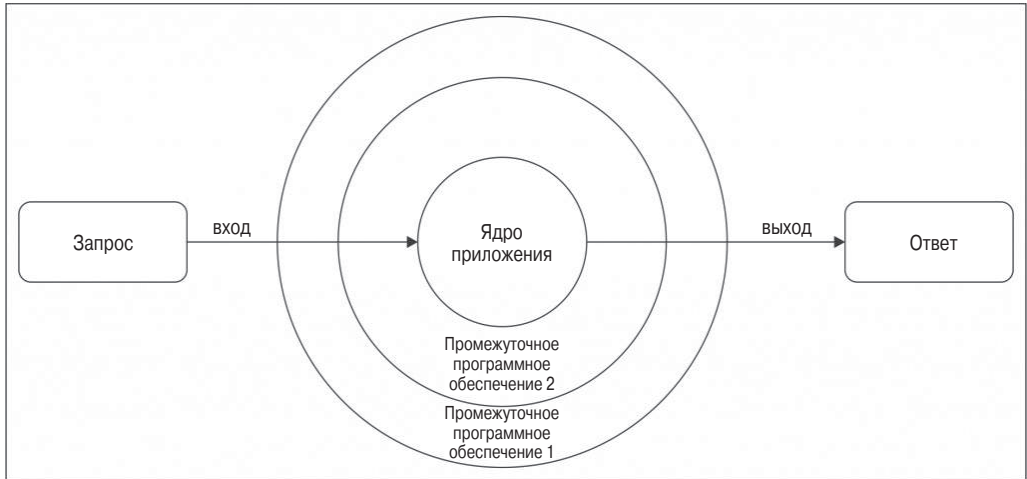 Запрос
вход
Ядро
приложения
выход
Ответ
Промежуточное
программное
обеспечение 2
Промежуточное
программное
обеспечение 1